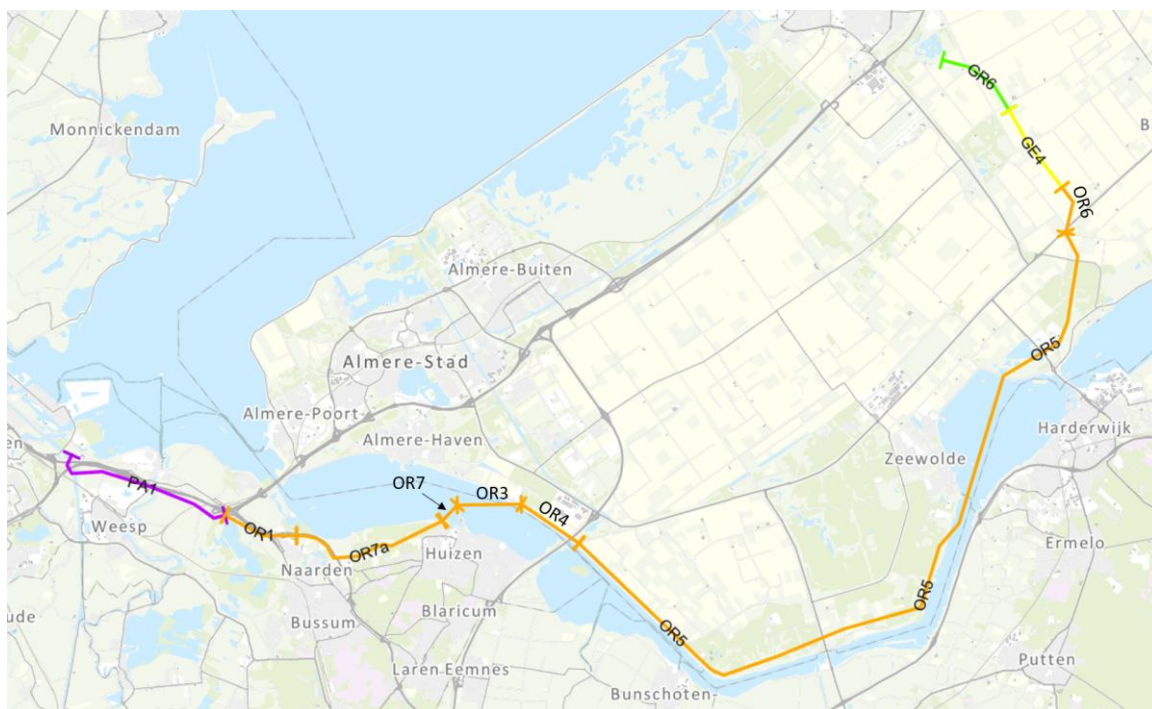 GR6
Monnickendam
B
GE4
OR6
Almere-Buiten
Almere-Stad
OR5
Almere-Poort
Harderwijk
Almere-Haven
en
Zeewolde
OR7
PA1
OR3
OR4
Weesp
OR1
OR7a
Huizen
Ermelo
Naarden
OR5
Blaricum
ude
Bussum
OR5
Putten
Laren Eemnes
Bunschoten-